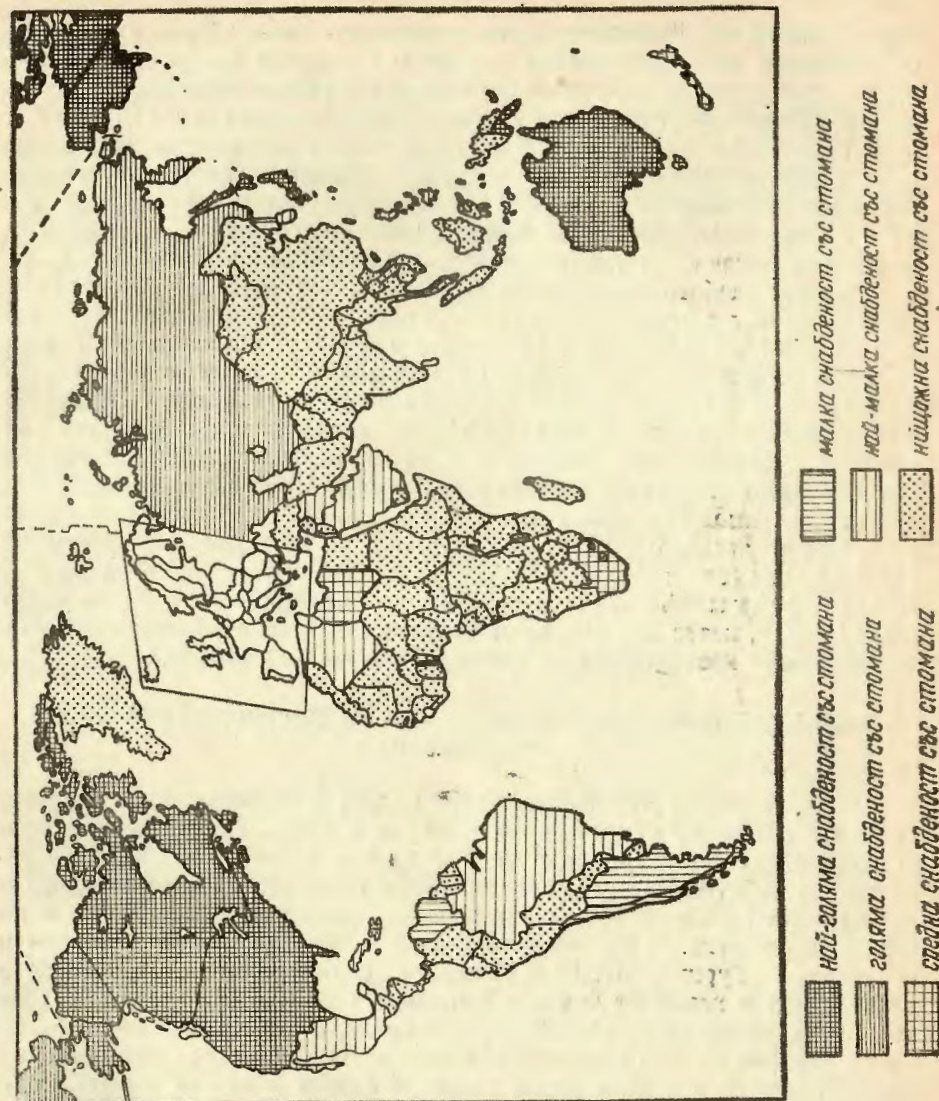 най-голяма снабденост със стомана
голяма снабденост със стомана
средна снабденост със стомана
малка снабденост със стомана
най-малка снабденост със стомана
нищожна снабденост със стомана